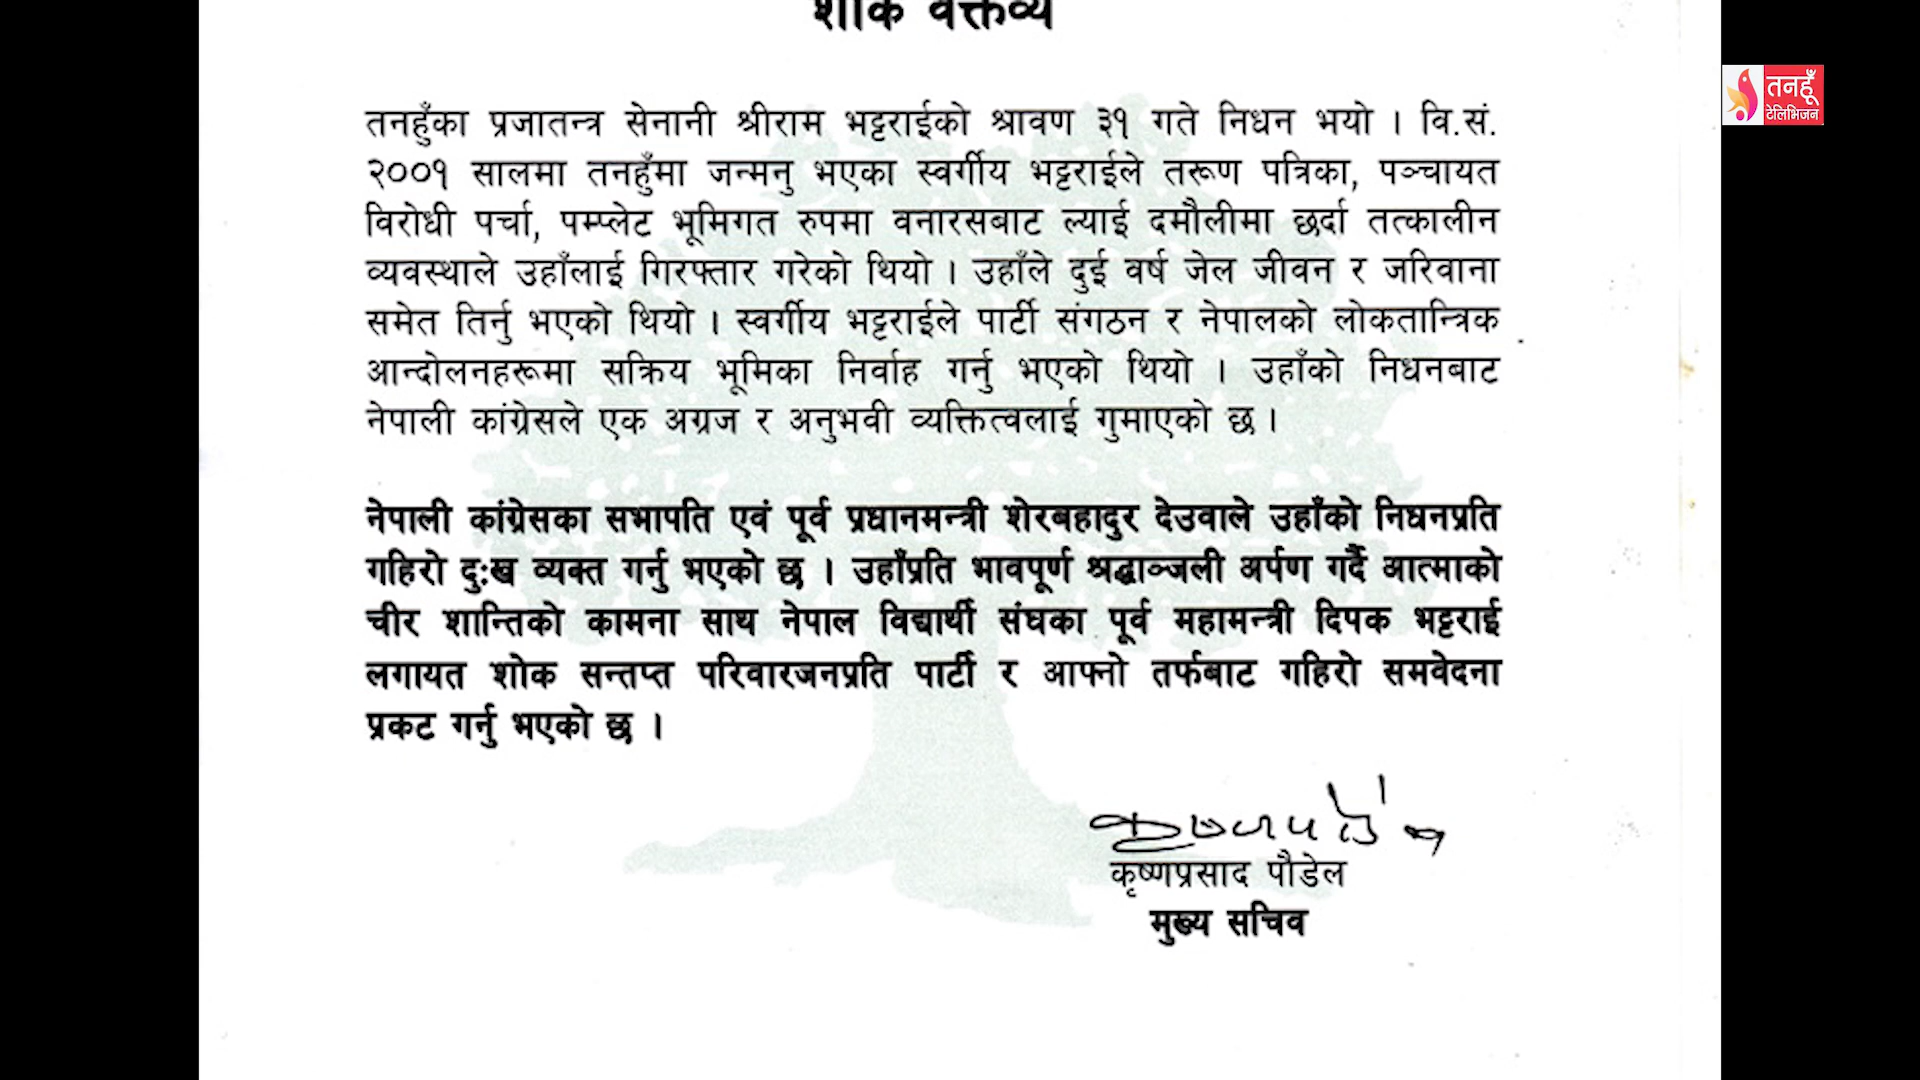 शोक वक्तव्य
तनहूँ
टेलिभिजन
तनहुँका प्रजातन्त्र सेनानी श्रीराम भट्टराईको श्रावण ३१ गते निधन भयो । वि.सं.
२००१ सालमा तनहुँमा जन्मनु भएका स्वर्गीय भट्टराईले तरूण पत्रिका, पञ्चायत
विरोधी पर्चा, पम्प्लेट भूमिगत रुपमा वनारसबाट ल्याई दमौलीमा छर्दा तत्कालीन
व्यवस्थाले उहाँलाई गिरफ्तार गरेको थियो । उहाँले दुई वर्ष जेल जीवन र जरिवाना
समेत तिर्नु भएको थियो । स्वर्गीय भट्टराईले पार्टी संगठन र नेपालको लोकतान्त्रिक
आन्दोलनहरूमा सक्रिय भूमिका निर्वाह गर्नु भएको थियो । उहाँको निधनबाट
नेपाली कांग्रेसले एक अग्रज र अनुभवी व्यक्तित्वलाई गुमाएको छ ।
नेपाली कांग्रेसका सभापति एवं पूर्व प्रधानमन्त्री शेरबहादुर देउवाले उहाँको निधनप्रति
गहिरो दुःख व्यक्त गर्नु भएको छ । उहाँप्रति भावपूर्ण श्रद्धाञ्जली अर्पण गर्दै आत्माको
चीर शान्तिको कामना साथ नेपाल विद्यार्थी संघका पूर्व महामन्त्री दिपक भट्टराई
लगायत शोक सन्तप्त परिवारजनप्रति पार्टी र आफ्नो तर्फबाट गहिरो समवेदना
प्रकट गर्नु भएको छ ।
कृष्णप्रसाद पौडेल
मुख्य सचिव